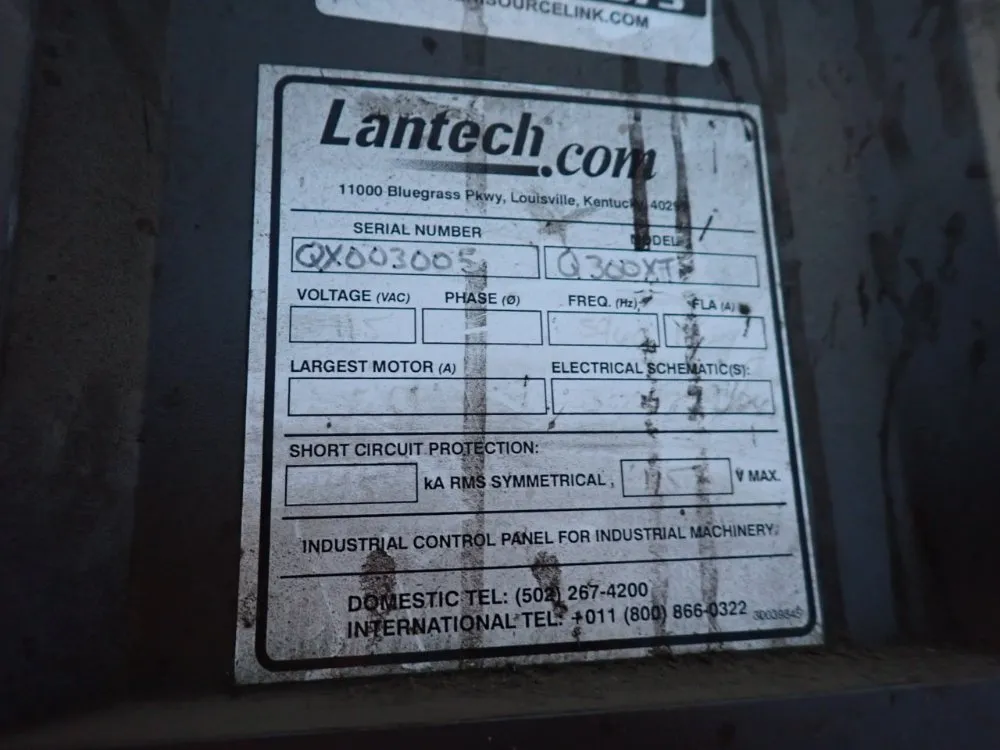 SOURCELINK.COM
Lantech.com
11000 Bluegrass Pkwy, Louisville, Kentucky
SERIAL NUMBER MODEL
QX003005 Q300XT
VOLTAGE (VAC) PHASE (Ø) FREQ. (Hz) FLA (A)
115
LARGEST MOTOR (A) ELECTRICAL SCHEMATIC(S):
SHORT CIRCUIT PROTECTION:
kA RMS SYMMETRICAL, V MAX.
INDUSTRIAL CONTROL PANEL FOR INDUSTRIAL MACHINERY.
DOMESTIC TEL: (502) 267-4200
INTERNATIONAL TEL: +011 (800) 866-0322